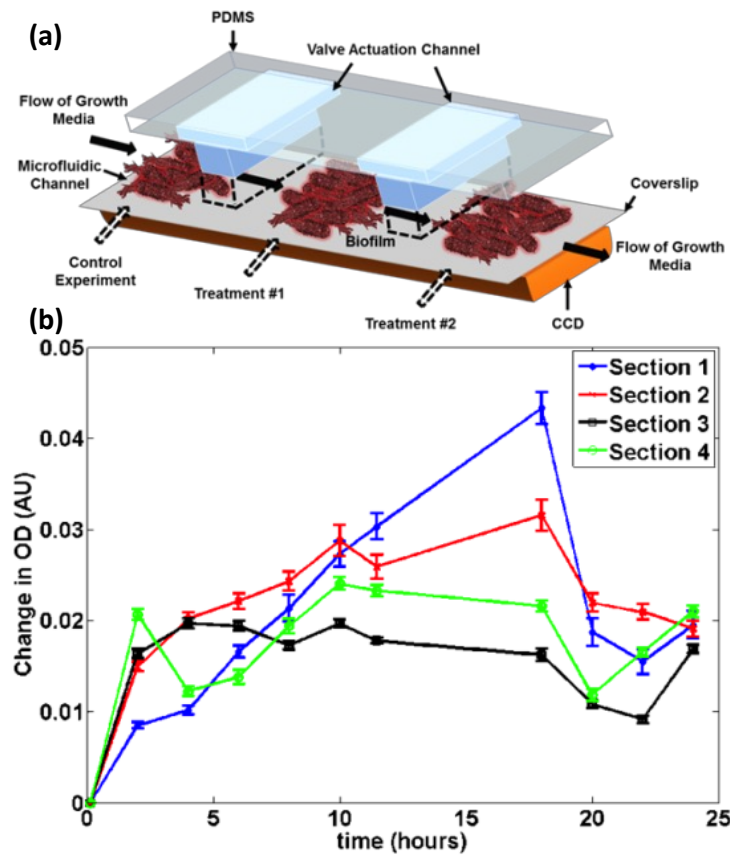 (a)
PDMS
Valve Actuation Channel
Flow of Growth
Media
Microfluidic
Channel
Coverslip
Biofilm
Control
Experiment
Treatment #1
Treatment #2
Flow of Growth
Media
CCD
(b)
0.05
0.04
0.03
0.02
0.01
0
Change in OD (AU)
Section 1
Section 2
Section 3
Section 4
0
5
10
15
20
25
time (hours)